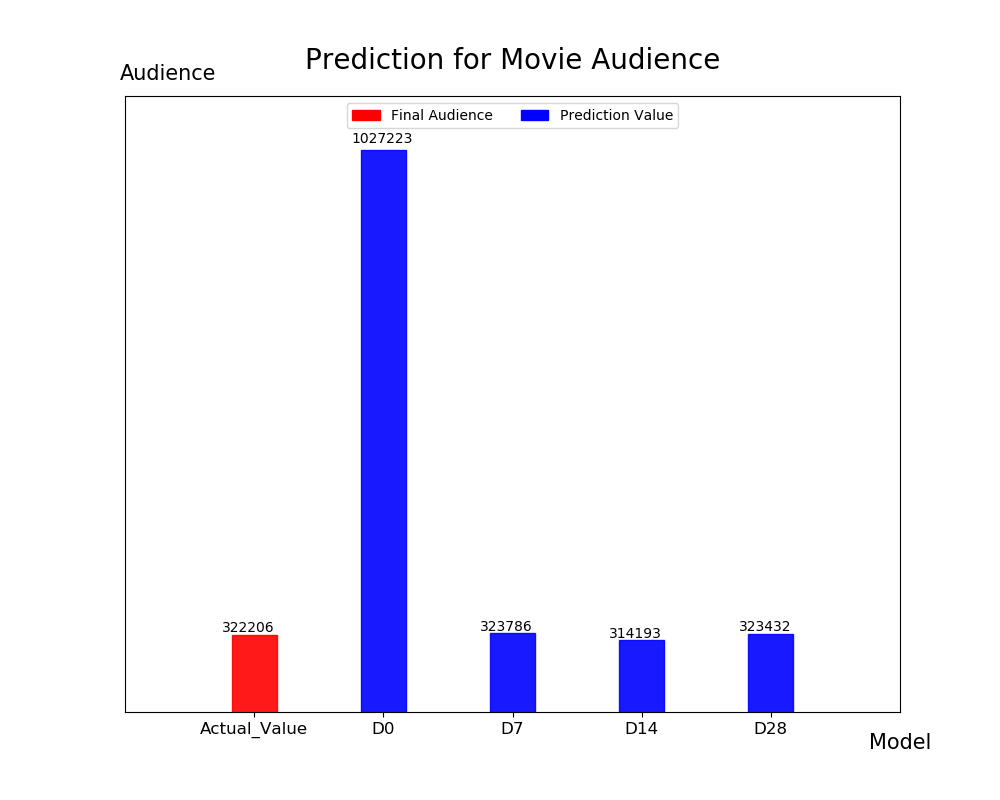 Prediction for Movie Audience
Audience
Final Audience
Prediction Value
1027223
322206
323786
314193
323432
Actual_Value
D0
D7
D14
D28
Model